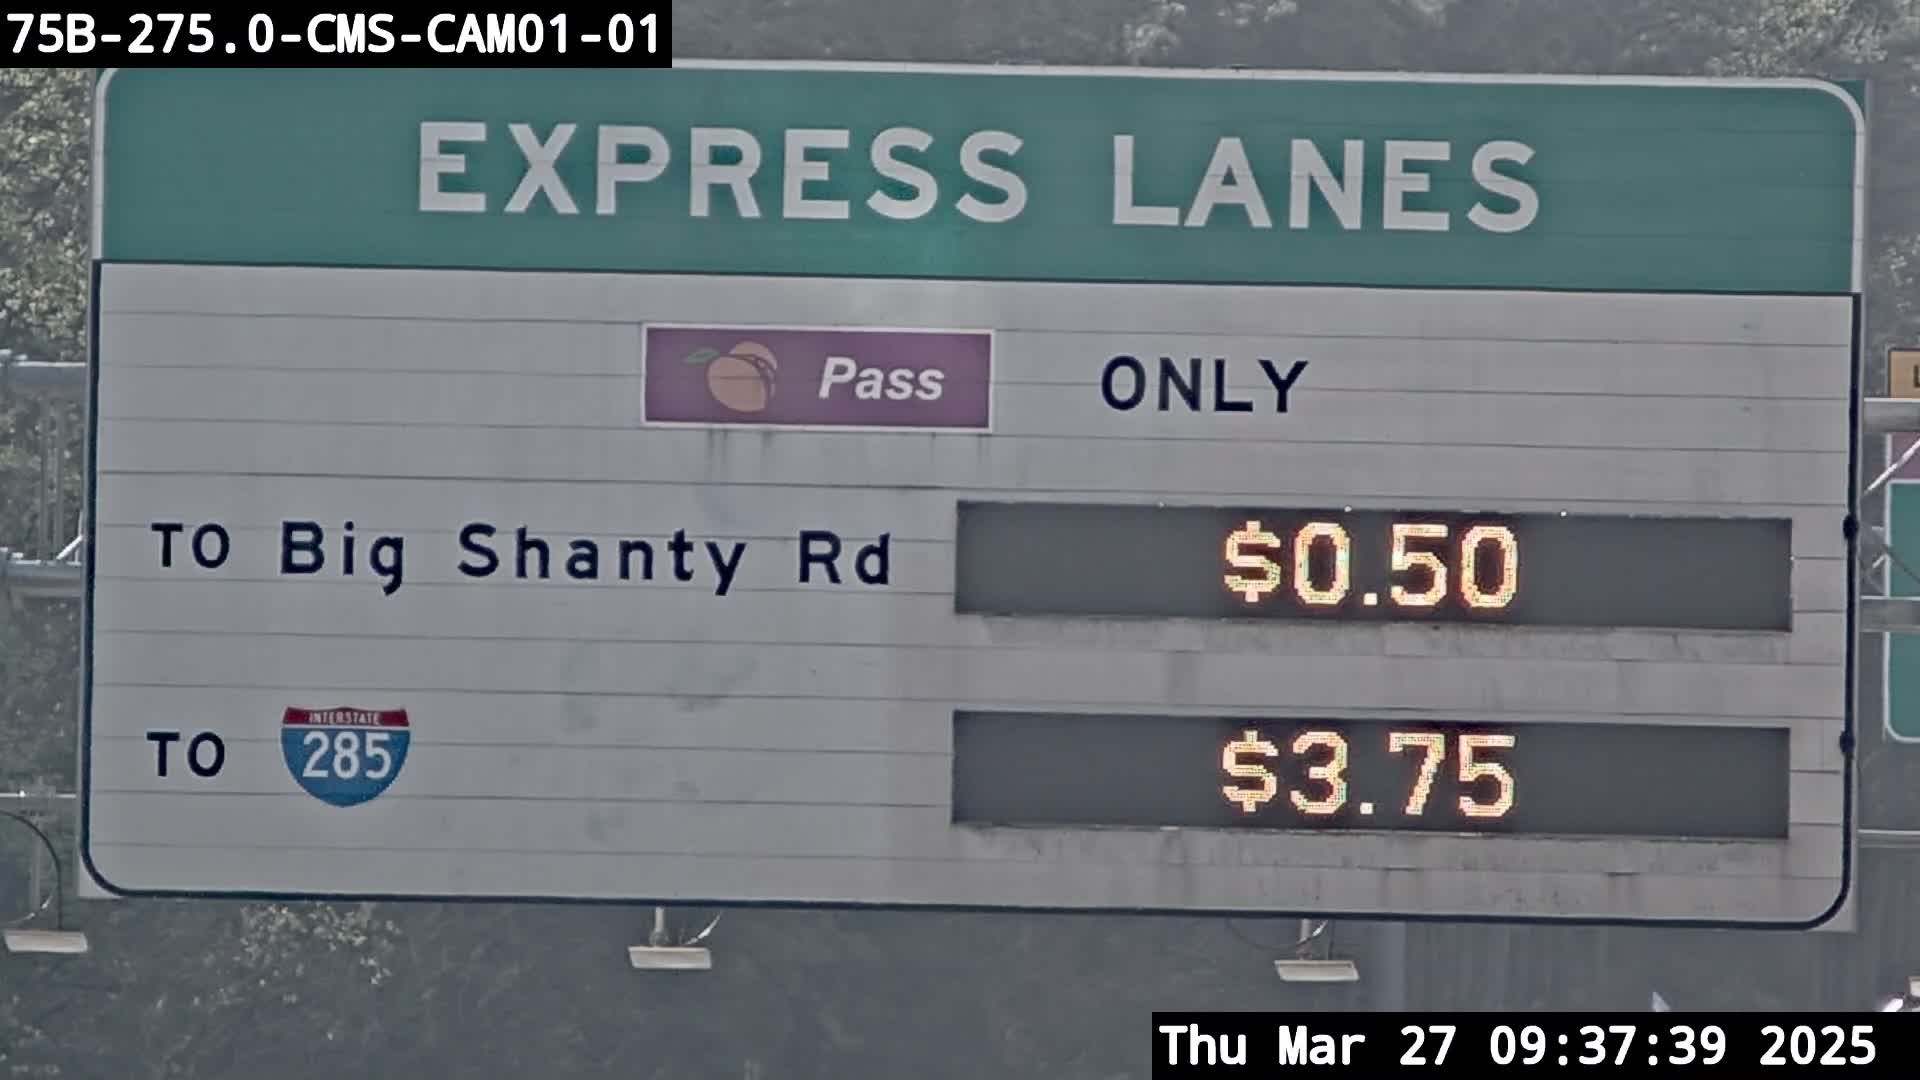 75B-275.0-CMS-CAM01-01
EXPRESS LANES
Pass ONLY
TO Big Shanty Rd $0.50
TO INTERSTATE 285 $3.75
Thu Mar 27 09:37:39 2025